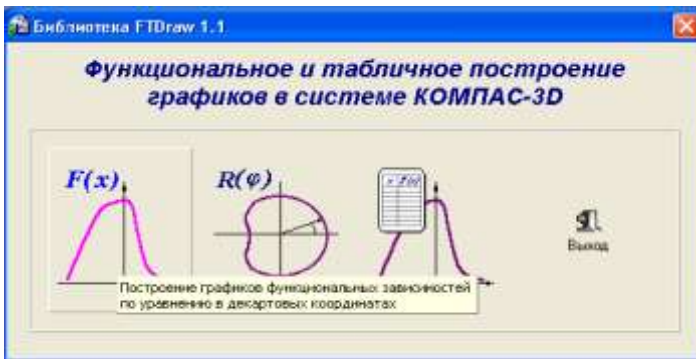 Библиотека FTDraw 1.1
Функциональное и табличное построение
графиков в системе КОМПАС-3D
F(x)
R(φ)
x f(x)
Выход
Построение графиков функциональных зависимостей
по уравнению в декартовых координатах